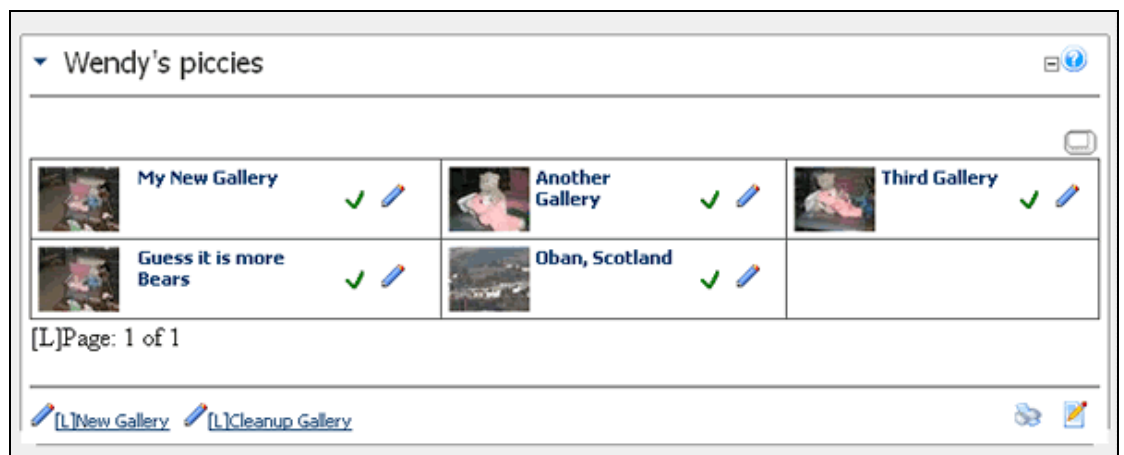 Wendy's piccies
My New Gallery
Another
Gallery
Third Gallery
Guess it is more
Bears
Oban, Scotland
[L]Page: 1 of 1
[L]New Gallery [L]Cleanup Gallery